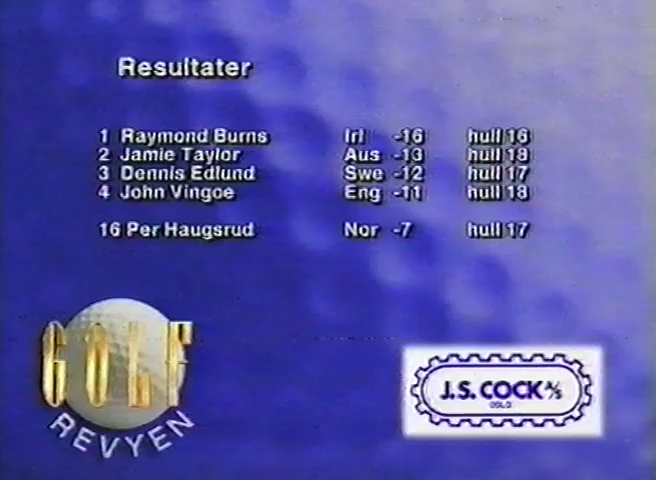 Resultater
1 Raymond Burns Irl -16 hull 16
2 Jamie Taylor Aus -13 hull 18
3 Dennis Edlund Swe -12 hull 17
4 John Vingoe Eng -11 hull 18
16 Per Haugsrud Nor -7 hull 17
GOLF
REVYEN
J.S. COCK A/S
OSLO